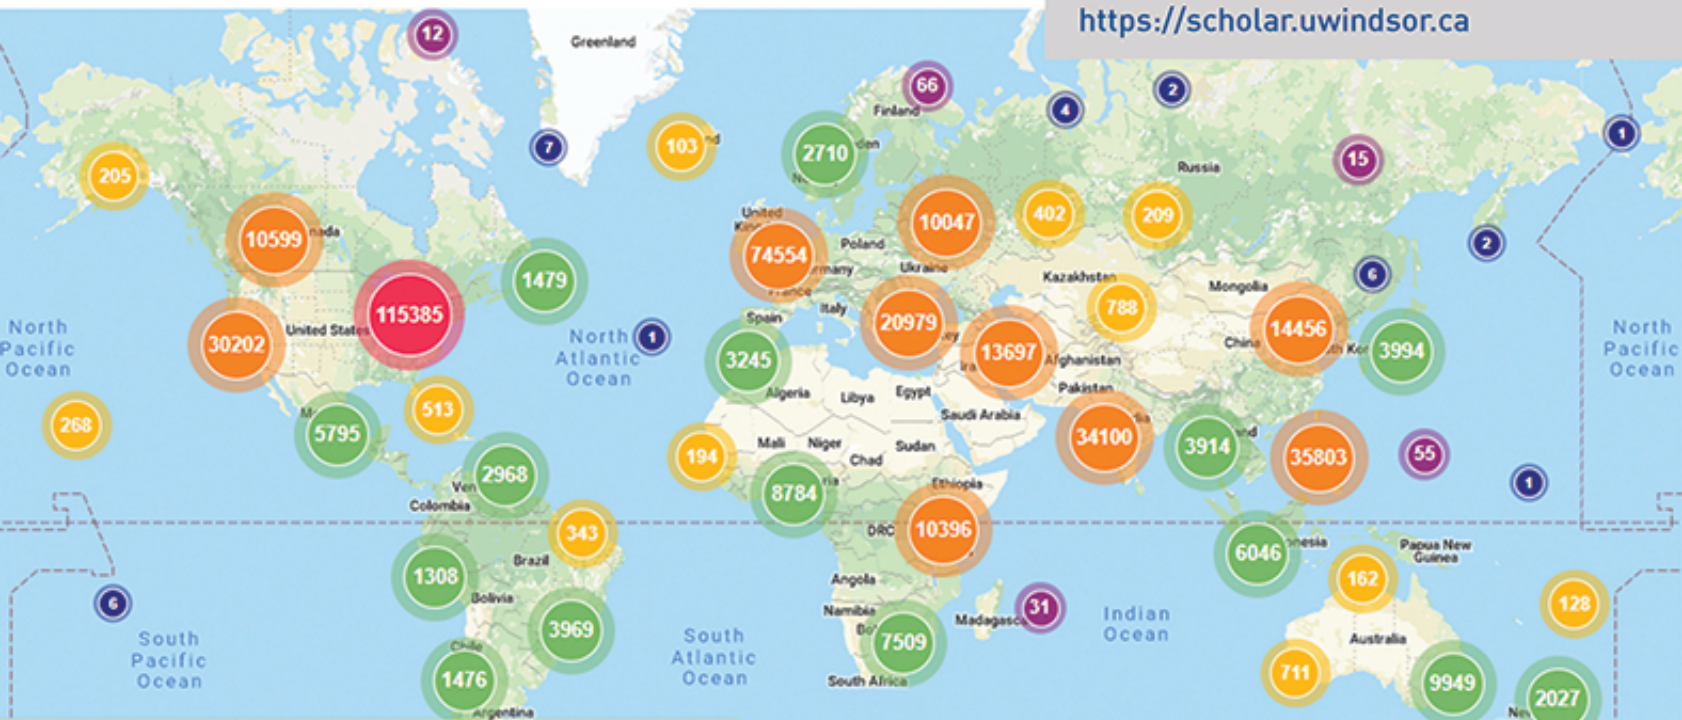 https://scholar.uwindsor.ca
12
Greenland
66
2
Finland
4
7
103
2710
1
15
205
Russia
402
209
United
10047
10599
74554
Poland
2
Ukraine
6
1479
Kazakhstan
Mongolia
788
115385
Italy
North
Pacific
Ocean
United States
30202
North
Atlantic
Ocean
1
Spain
20979
14456
China
North
Pacific
Ocean
3245
13697
Afghanistan
3994
Pakistan
Algeria
Libya
Egypt
268
513
Saudi Arabia
5795
34100
3914
35803
55
194
Mali
Niger
Sudan
Chad
2968
8784
Ethiopia
1
Colombia
343
DRC
10396
6046
Papua New
Guinea
Brazil
1308
Angola
162
Bolivia
6
Namibia
31
Madagasc
Indian
Ocean
128
3969
South
Pacific
Ocean
South
Atlantic
Ocean
7509
Australia
Chile
1476
South Africa
711
9949
2027
Argentina